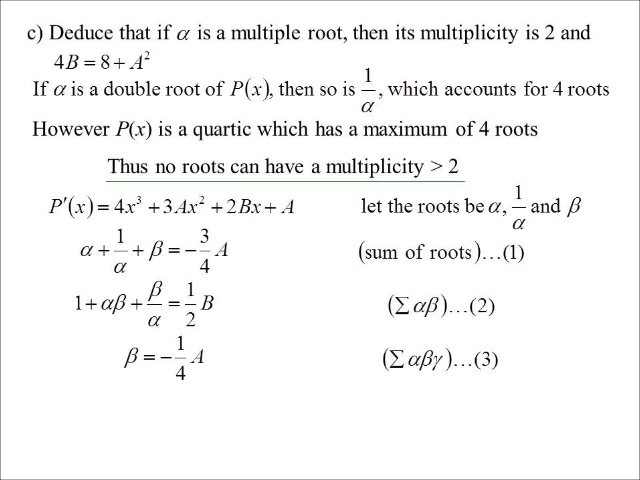 c) Deduce that if α is a multiple root, then its multiplicity is 2 and
4B = 8 + A²
If α is a double root of P(x), then so is 1/α, which accounts for 4 roots
However P(x) is a quartic which has a maximum of 4 roots
Thus no roots can have a multiplicity > 2
P′(x) = 4x³ + 3Ax² + 2Bx + A let the roots be α, 1/α and β
α + 1/α + β = −3/4 A (sum of roots)…(1)
1 + αβ + β/α = 1/2 B (∑ αβ)…(2)
β = −1/4 A (∑ αβγ)…(3)